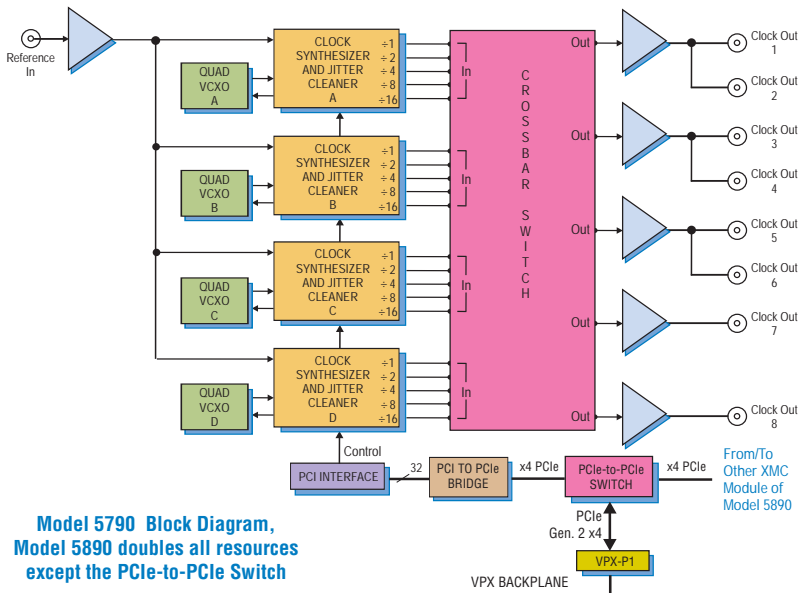 Reference
In
QUAD
VCXO
A
CLOCK
SYNTHESIZER
AND JITTER
CLEANER
A
÷1
÷2
÷4
÷8
÷16
In
QUAD
VCXO
B
CLOCK
SYNTHESIZER
AND JITTER
CLEANER
B
÷1
÷2
÷4
÷8
÷16
In
QUAD
VCXO
C
CLOCK
SYNTHESIZER
AND JITTER
CLEANER
C
÷1
÷2
÷4
÷8
÷16
In
QUAD
VCXO
D
CLOCK
SYNTHESIZER
AND JITTER
CLEANER
D
÷1
÷2
÷4
÷8
÷16
In
CROSSBAR SWITCH
Out
Out
Out
Out
Out
Clock Out
1
Clock Out
2
Clock Out
3
Clock Out
4
Clock Out
5
Clock Out
6
Clock Out
7
Clock Out
8
Control
PCI INTERFACE
32
PCI TO PCIe
BRIDGE
x4 PCIe
PCIe-to-PCIe
SWITCH
x4 PCIe
From/To
Other XMC
Module of
Model 5890
PCIe
Gen. 2 x4
VPX-P1
VPX BACKPLANE
Model 5790 Block Diagram,
Model 5890 doubles all resources
except the PCIe-to-PCIe Switch